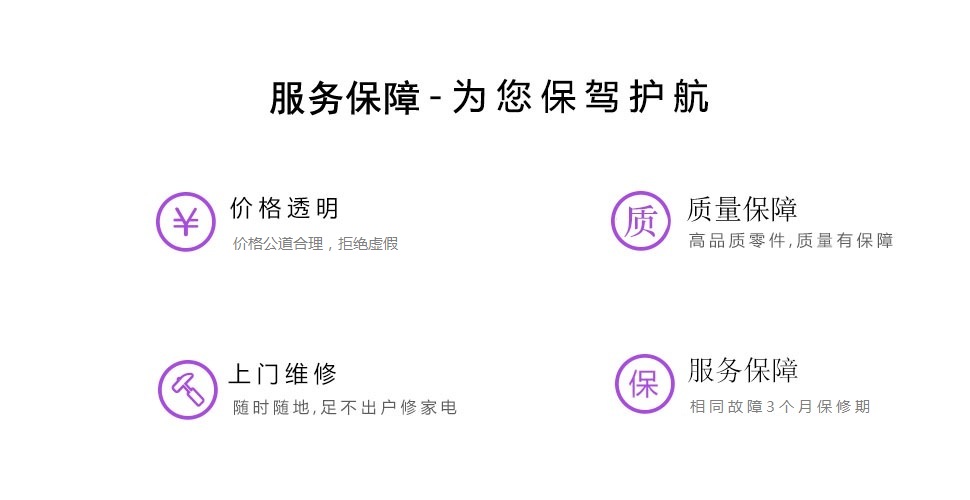 服务保障-为您保驾护航
¥
价格透明
价格公道合理，拒绝虚假
质
质量保障
高品质零件,质量有保障
上门维修
随时随地,足不出户修家电
保
服务保障
相同故障3个月保修期